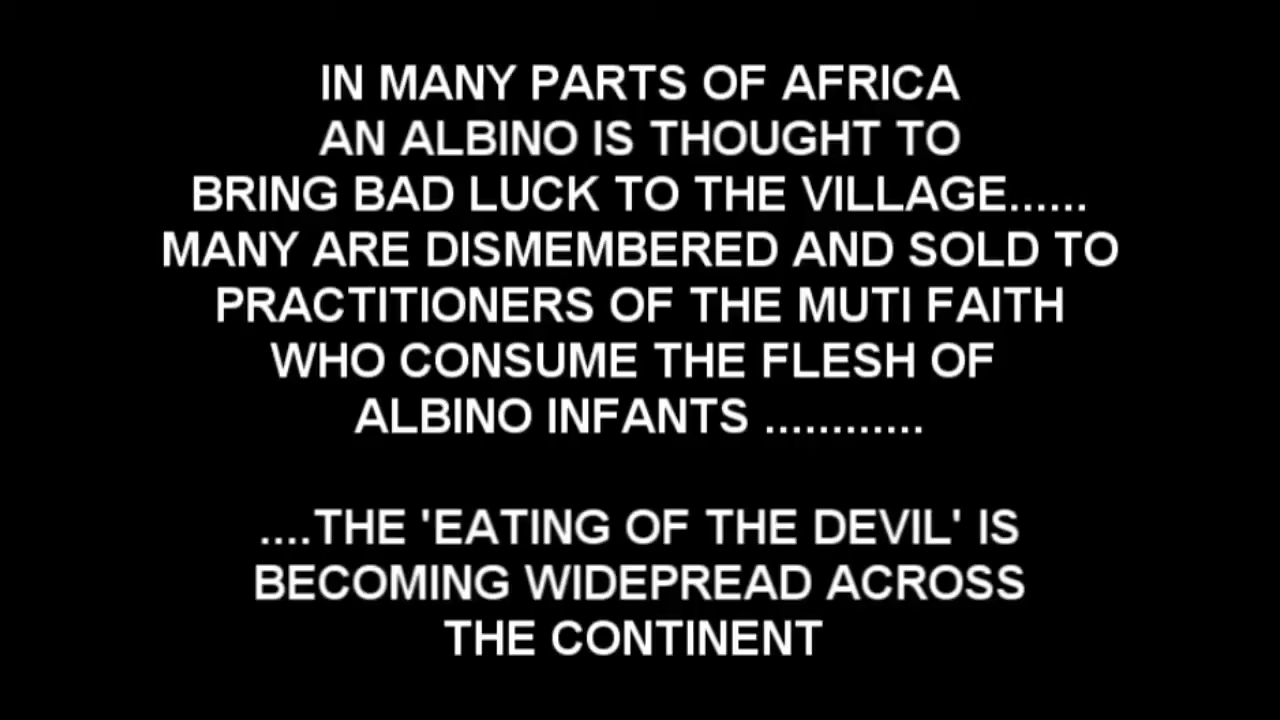 IN MANY PARTS OF AFRICA
AN ALBINO IS THOUGHT TO
BRING BAD LUCK TO THE VILLAGE......
MANY ARE DISMEMBERED AND SOLD TO
PRACTITIONERS OF THE MUTI FAITH
WHO CONSUME THE FLESH OF
ALBINO INFANTS ............
....THE 'EATING OF THE DEVIL' IS
BECOMING WIDEPREAD ACROSS
THE CONTINENT